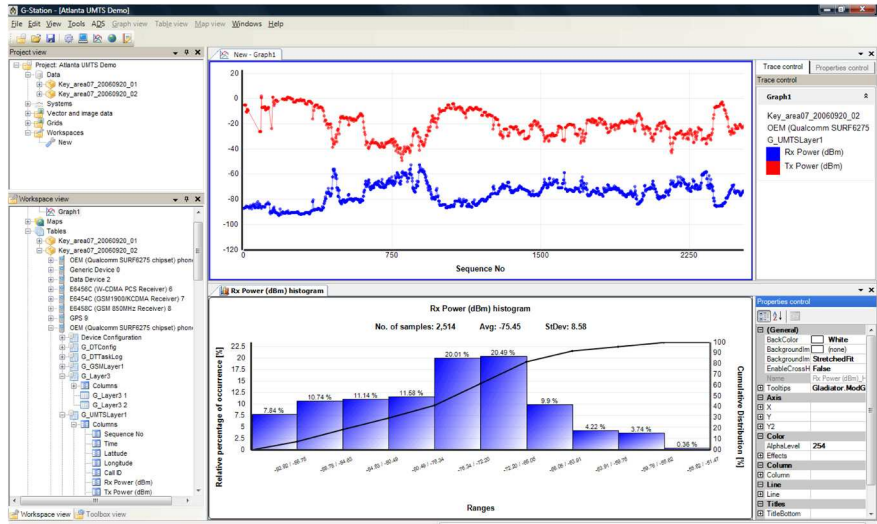 G-Station - [Atlanta UMTS Demo]
File Edit View Tools ADS Graph view Table view Map view Windows Help
Project view
Project: Atlanta UMTS Demo
Data
Key_area07_20060920_01
Key_area07_20060920_02
Systems
Vector and image data
Grids
Workspaces
New
Workspace view
Graph1
Maps
Tables
Key_area07_20060920_01
Key_area07_20060920_02
OEM (Qualcomm SURF6275 chipset) phon
Generic Device 0
Data Device 2
E6456C (W-CDMA PCS Receiver) 6
E6454C (GSM1900/KCDMA Receiver) 7
E6458C (GSM 850MHz Receiver) 8
GPS 9
OEM (Qualcomm SURF6275 chipset) phon
Device Configuration
G_DTConfig
G_DTTaskLog
G_GSMLayer1
G_Layer3
Columns
G_Layer3 1
G_Layer3 2
G_UMTSLayer1
Columns
Sequence No
Time
Latitude
Longitude
Call ID
Rx Power (dBm)
Tx Power (dBm)
Workspace view Toolbox view
New - Graph1
20
0
-20
-40
-60
-80
-100
-120
0 750 1500 2250
Sequence No
Trace control Properties control
Trace control
Graph1
Key_area07_20060920_02
OEM (Qualcomm SURF6275
G_UMTSLayer1
Rx Power (dBm)
Tx Power (dBm)
Rx Power (dBm) histogram
Rx Power (dBm) histogram
No. of samples: 2,514 Avg: -75.45 StDev: 8.58
Relative percentage of occurrence [%]
22.5
20
17.5
15
12.5
10
7.5
5
2.5
0
7.84 %
10.74 %
11.14 %
11.58 %
20.01 %
20.49 %
9.9 %
4.22 %
3.74 %
0.36 %
100
90
80
70
60
50
40
30
20
10
00
Cumulative Distribution [%]
Ranges
Properties control
(General)
BackColor White
BackgroundIm (none)
BackgroundIm StretchedFit
EnableCrossH False
Name Rx Power (dBm)_H
Tooltips Gladiator.ModG
Axis
X
Y
Y2
Color
AlphaLevel 254
Effects
Column
Column
Line
Line
Titles
TitleBottom